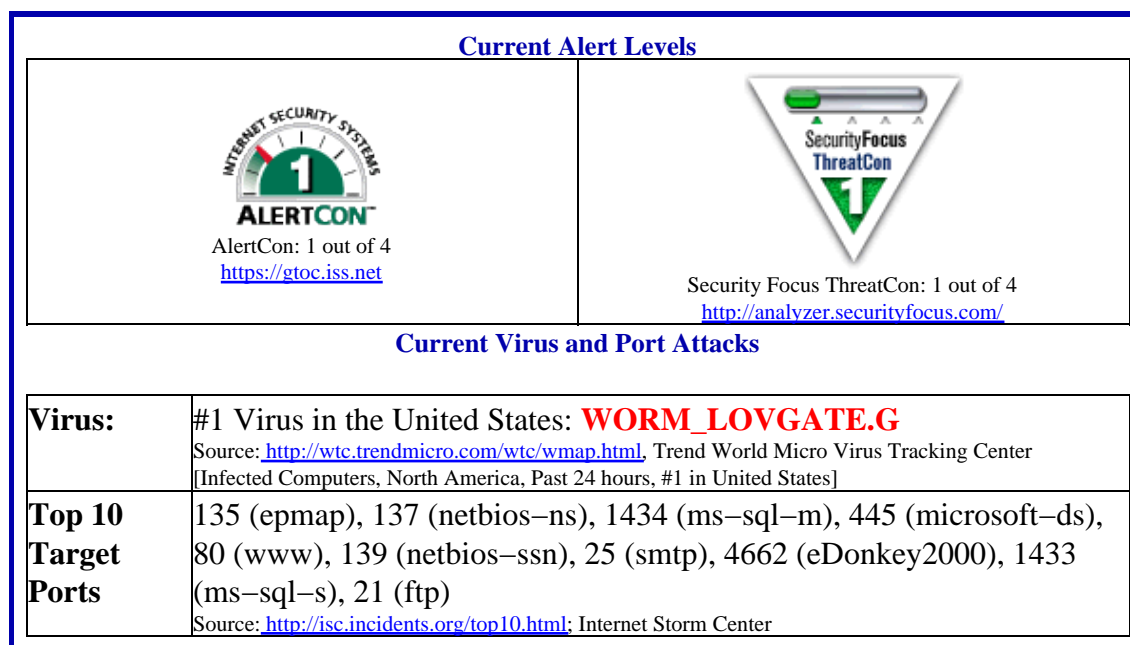 Current Alert Levels
INTERNET SECURITY SYSTEMS
1
ALERTCON™
AlertCon: 1 out of 4
https://gtoc.iss.net
SecurityFocus
ThreatCon
1
Security Focus ThreatCon: 1 out of 4
http://analyzer.securityfocus.com/
Current Virus and Port Attacks
Virus:
#1 Virus in the United States: WORM_LOVGATE.G
Source: http://wtc.trendmicro.com/wtc/wmap.html, Trend World Micro Virus Tracking Center
[Infected Computers, North America, Past 24 hours, #1 in United States]
Top 10
Target
Ports
135 (epmap), 137 (netbios−ns), 1434 (ms−sql−m), 445 (microsoft−ds),
80 (www), 139 (netbios−ssn), 25 (smtp), 4662 (eDonkey2000), 1433
(ms−sql−s), 21 (ftp)
Source: http://isc.incidents.org/top10.html; Internet Storm Center